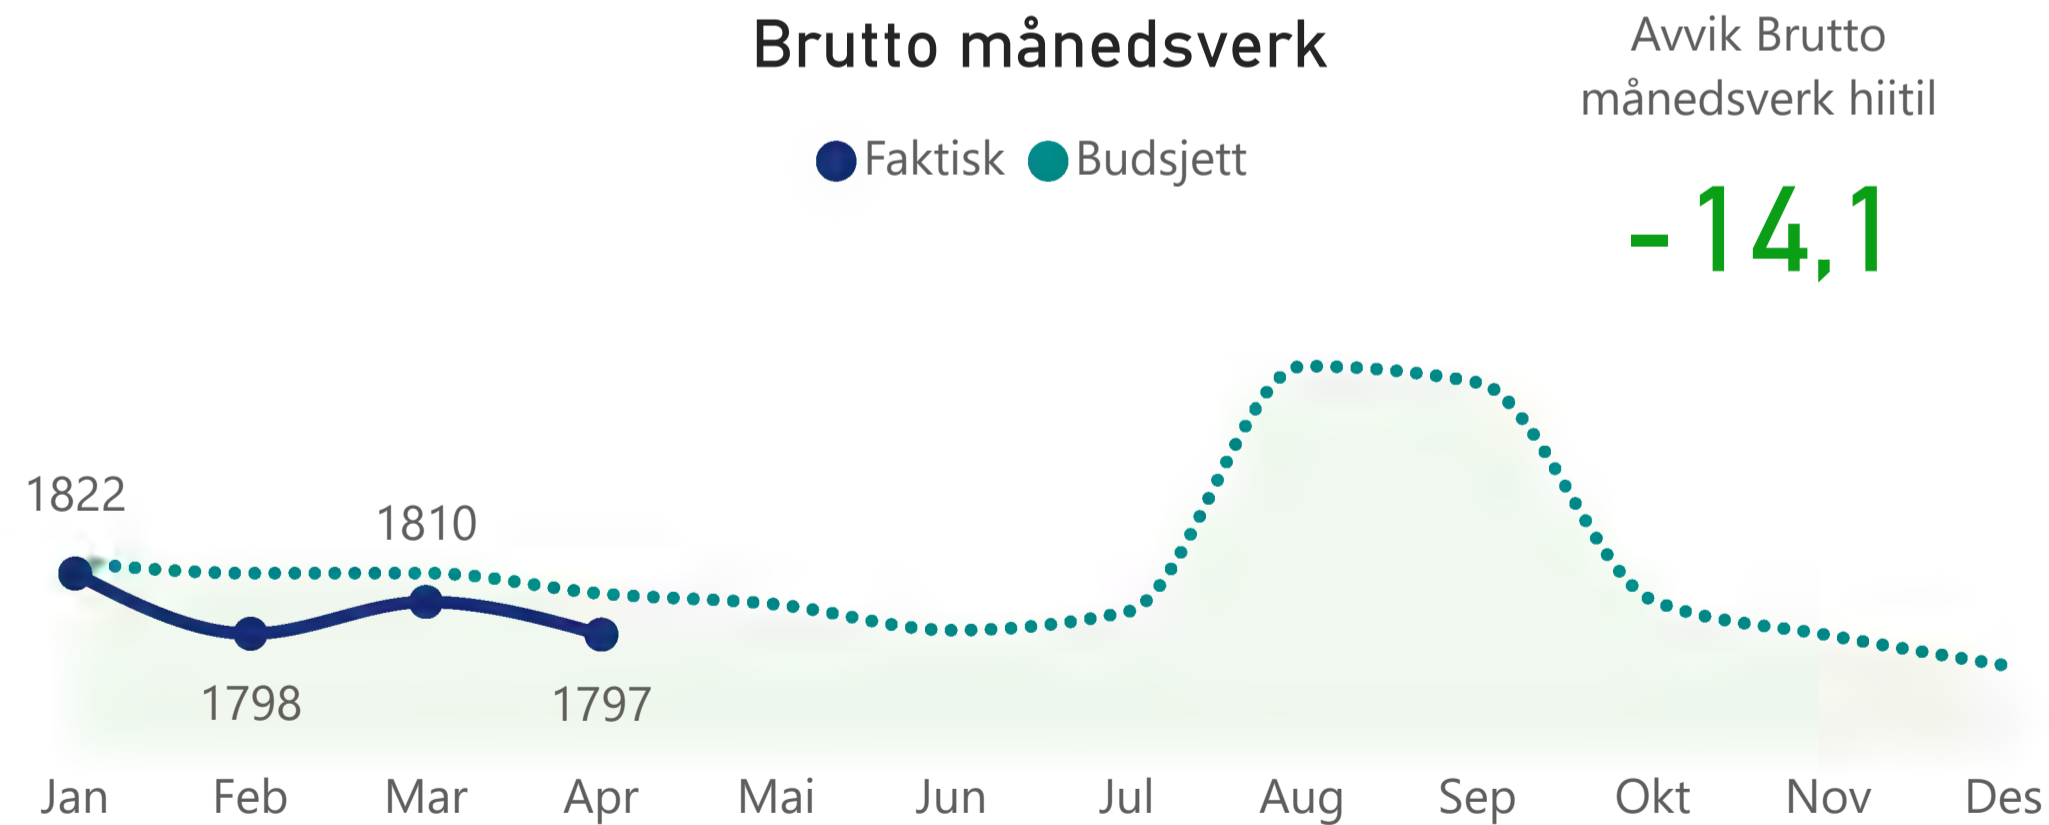 Brutto månedsverk
Faktisk Budsjett
Avvik Brutto
månedsverk hiitil
-14,1
1822
1798
1810
1797
Jan Feb Mar Apr Mai Jun Jul Aug Sep Okt Nov Des